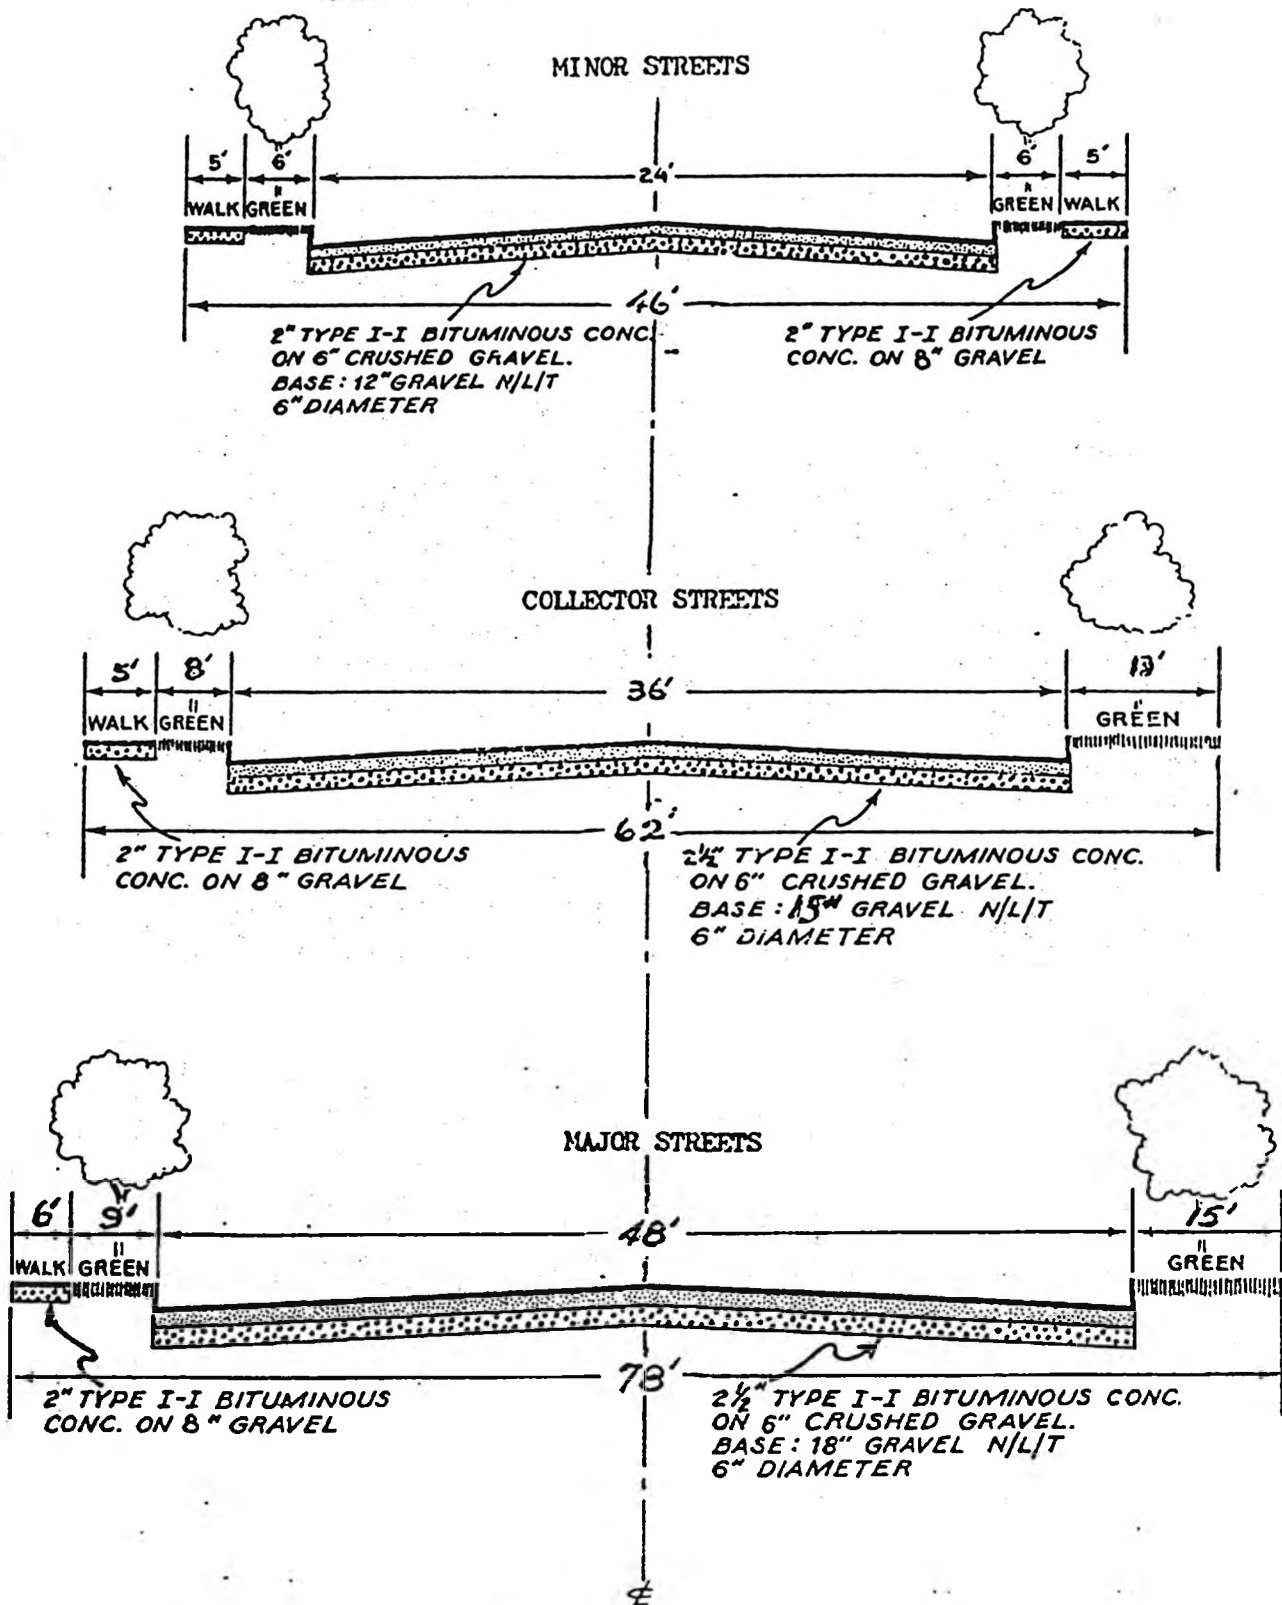 MINOR STREETS
5' 6' 24' 6' 5'
WALK GREEN GREEN WALK
46'
2" TYPE I-I BITUMINOUS CONC.
ON 6" CRUSHED GRAVEL.
BASE: 12" GRAVEL N/L/T
6" DIAMETER
2" TYPE I-I BITUMINOUS
CONC. ON 8" GRAVEL
COLLECTOR STREETS
5' 8' 36'
WALK GREEN GREEN
62'
2" TYPE I-I BITUMINOUS
CONC. ON 8" GRAVEL
2½" TYPE I-I BITUMINOUS CONC.
ON 6" CRUSHED GRAVEL.
BASE: 15" GRAVEL N/L/T
6" DIAMETER
MAJOR STREETS
6' 9' 48' 15'
WALK GREEN GREEN
78'
2" TYPE I-I BITUMINOUS
CONC. ON 8" GRAVEL
2½" TYPE I-I BITUMINOUS CONC.
ON 6" CRUSHED GRAVEL.
BASE: 18" GRAVEL N/L/T
6" DIAMETER
℄